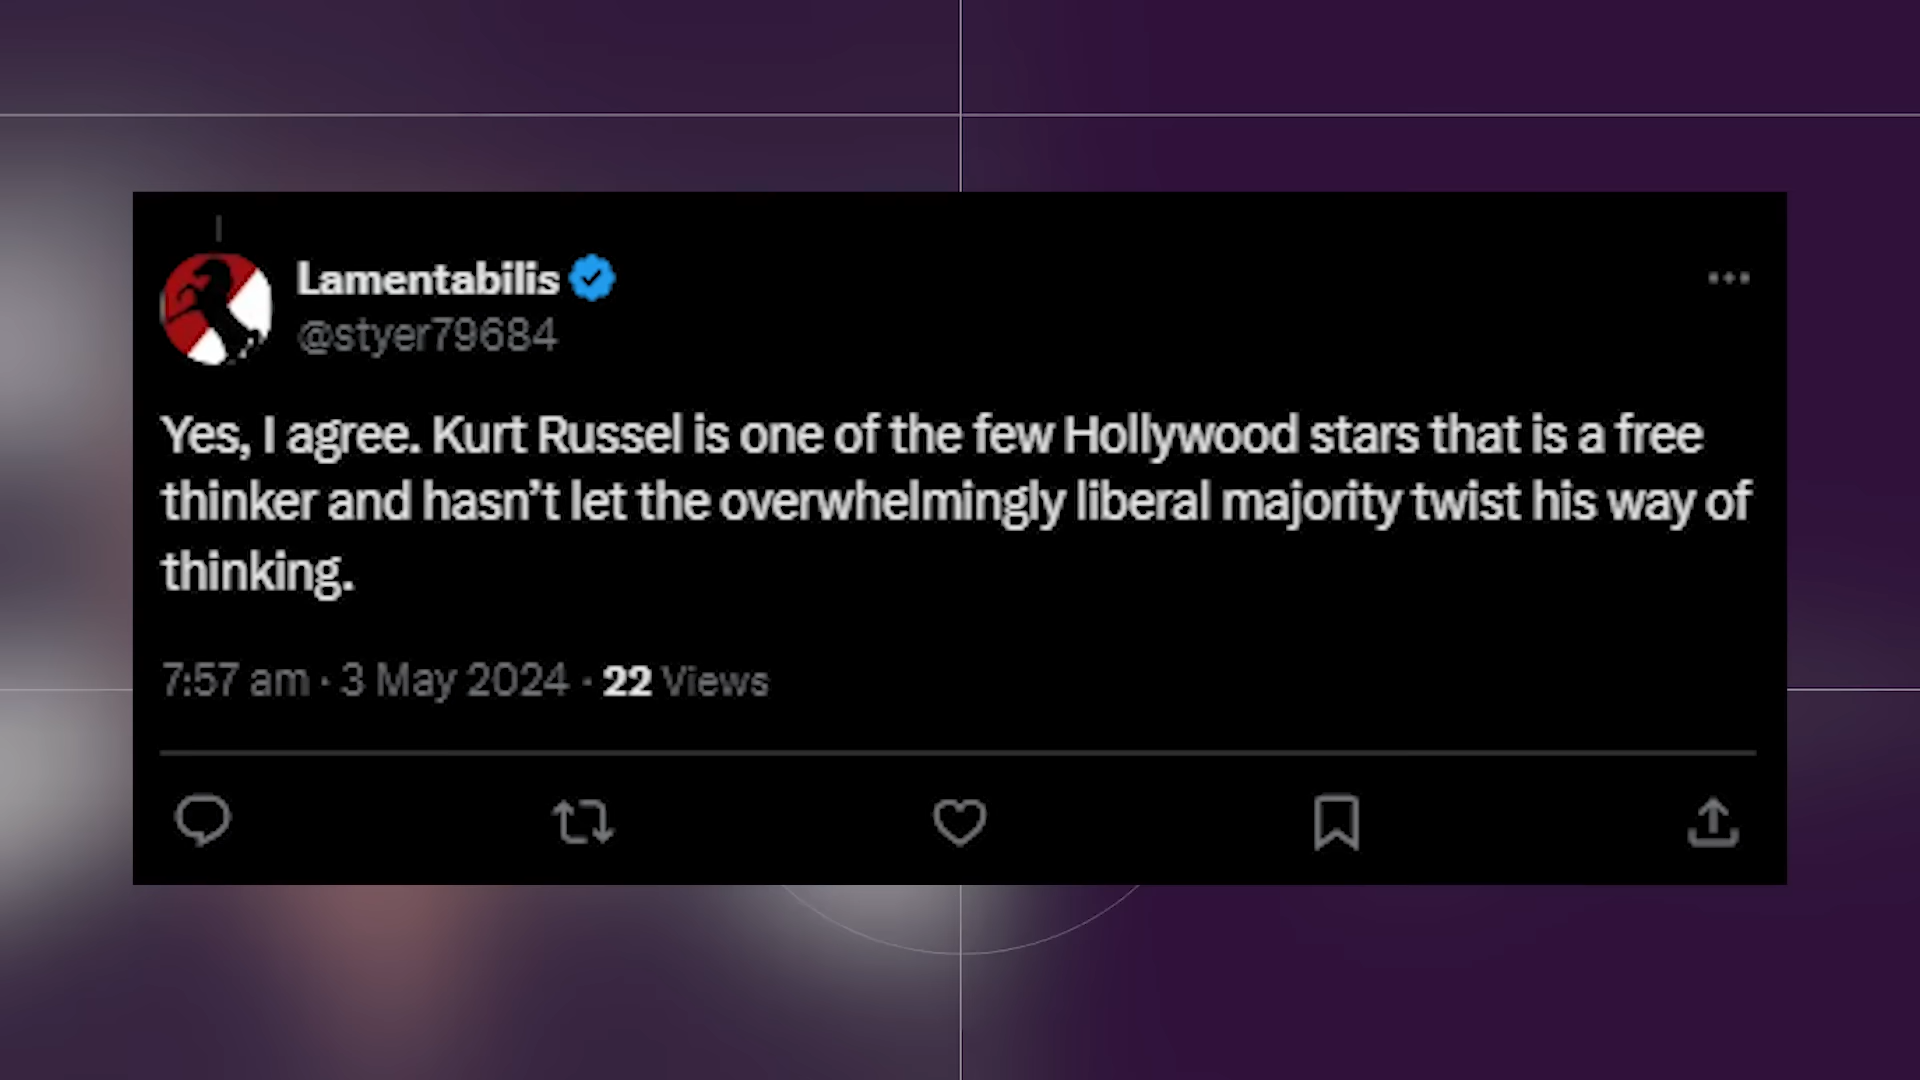 Lamentabilis
@styer79684
Yes, I agree. Kurt Russel is one of the few Hollywood stars that is a free
thinker and hasn’t let the overwhelmingly liberal majority twist his way of
thinking.
7:57 am · 3 May 2024 · 22 Views